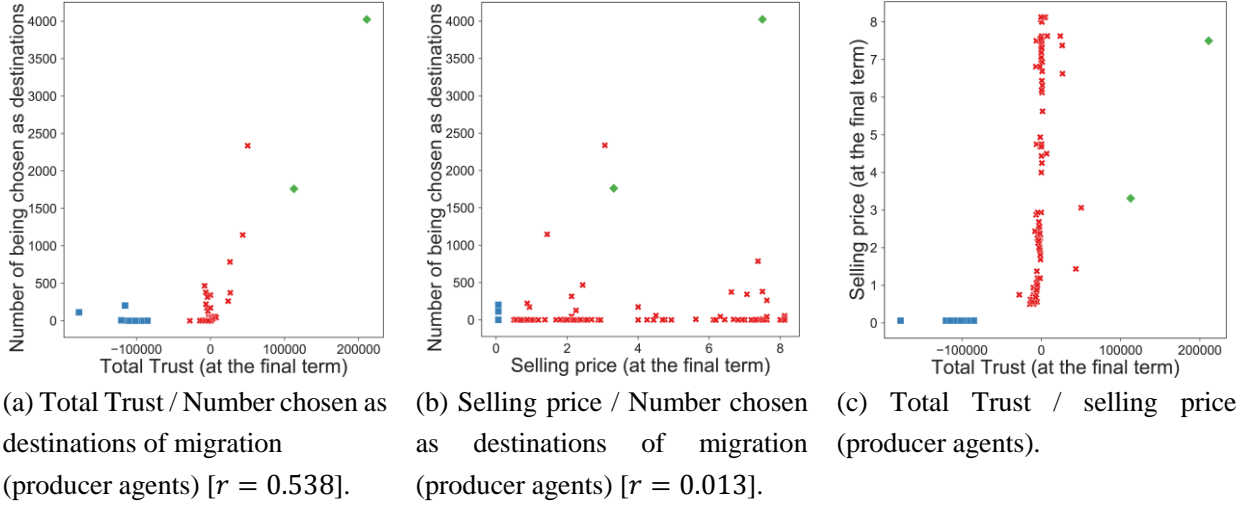 Number of being chosen as destinations
4000
3500
3000
2500
2000
1500
1000
500
0
−100000
0
100000
200000
Total Trust (at the final term)
Number of being chosen as destinations
4000
3500
3000
2500
2000
1500
1000
500
0
0
2
4
6
8
Selling price (at the final term)
Selling price (at the final term)
8
7
6
5
4
3
2
1
0
−100000
0
100000
200000
Total Trust (at the final term)
(a) Total Trust / Number chosen as
destinations of migration
(producer agents) [r = 0.538].
(b) Selling price / Number chosen
as destinations of migration
(producer agents) [r = 0.013].
(c) Total Trust / selling price
(producer agents).